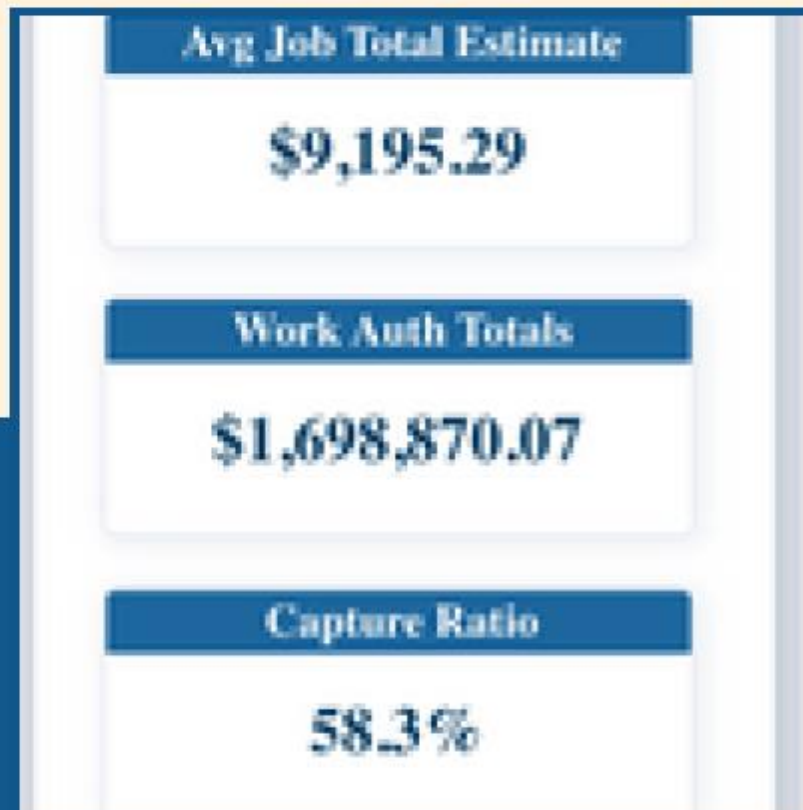 Avg Job Total Estimate
$9,195.29
Work Auth Totals
$1,698,870.07
Capture Ratio
58.3%